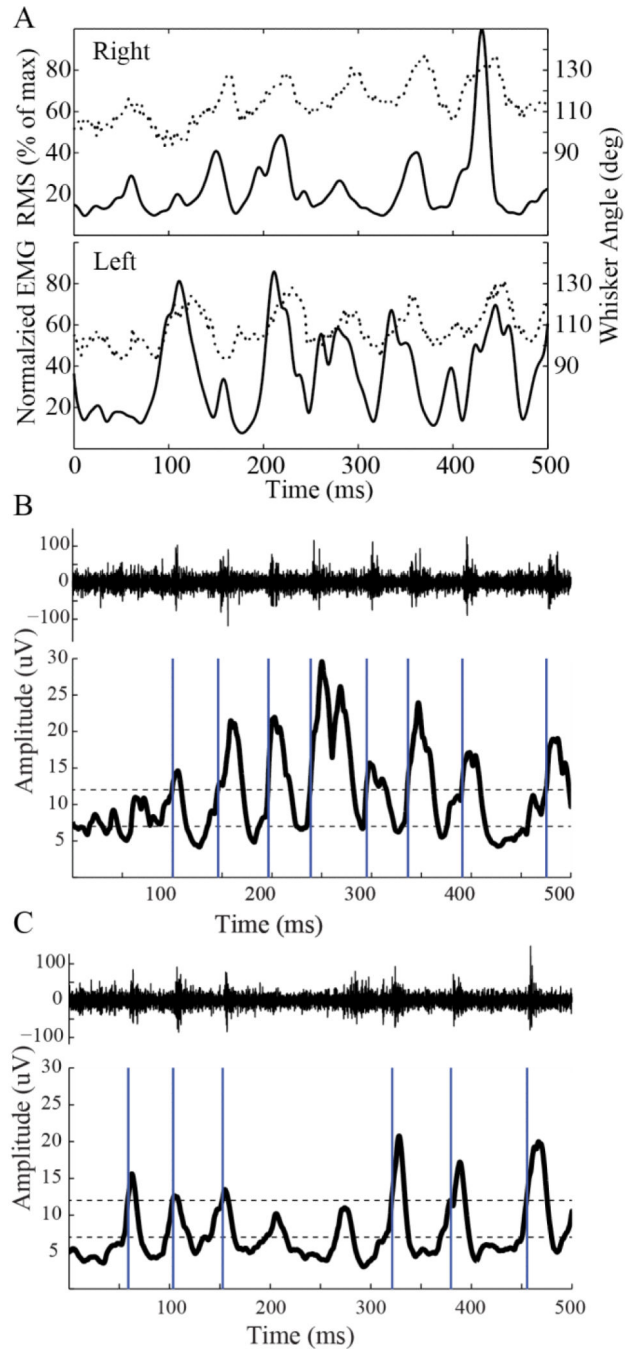 A
Right
80
60
40
20
130
110
90
Left
80
60
40
20
130
110
90
Normalzied EMG RMS (% of max)
Whisker Angle (deg)
0 100 200 300 400 500
Time (ms)
B
100
0
−100
30
25
20
15
10
5
Amplitude (uV)
100 200 300 400 500
Time (ms)
C
100
0
−100
30
25
20
15
10
5
Amplitude (uV)
100 200 300 400 500
Time (ms)